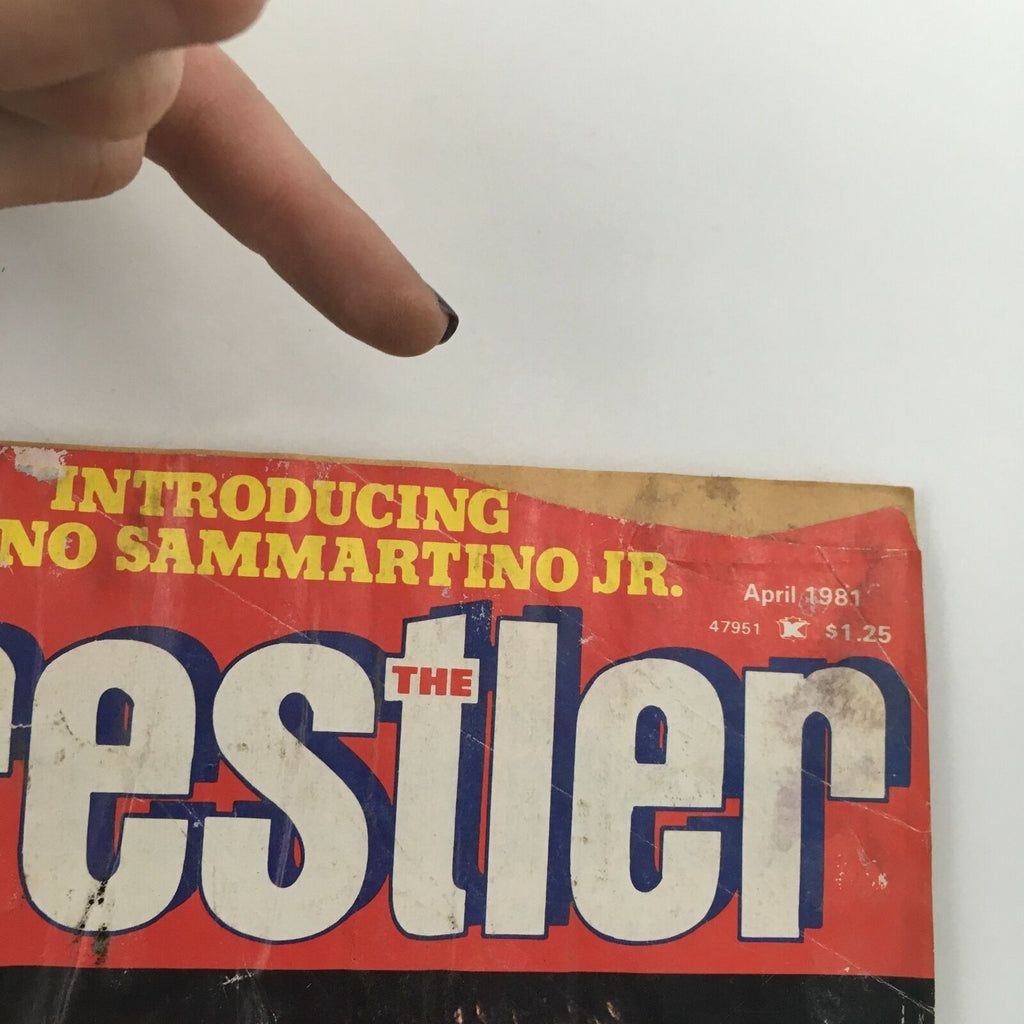 INTRODUCING
NO SAMMARTINO JR.
April 1981
47951 K $1.25
THE
estler